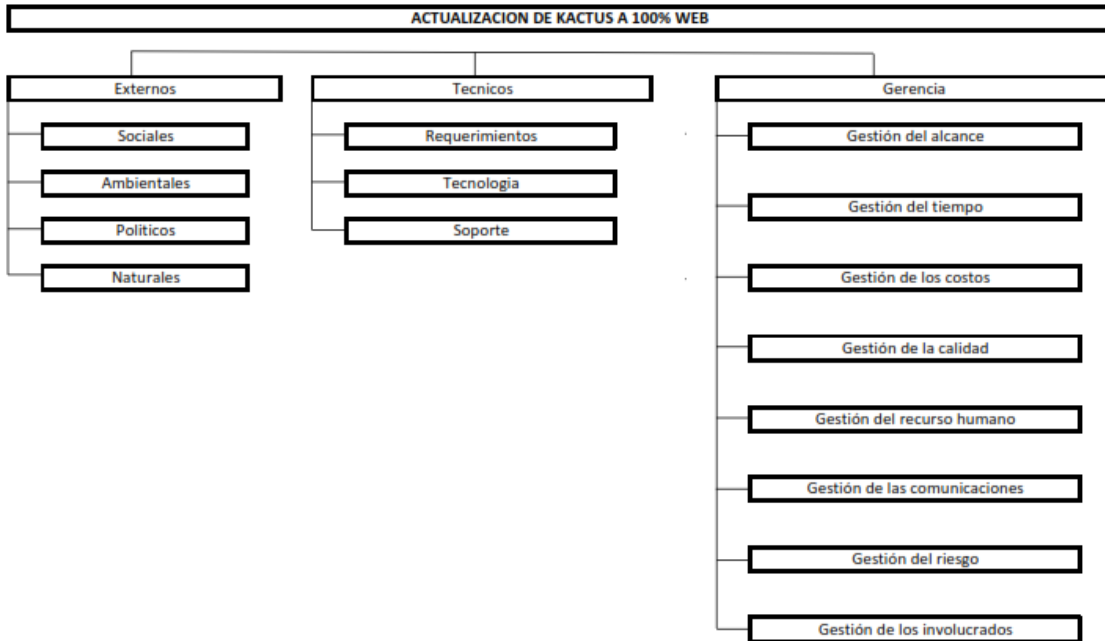 ACTUALIZACION DE KACTUS A 100% WEB
Externos
Sociales
Ambientales
Politicos
Naturales
Tecnicos
Requerimientos
Tecnologia
Soporte
Gerencia
Gestión del alcance
Gestión del tiempo
Gestión de los costos
Gestión de la calidad
Gestión del recurso humano
Gestión de las comunicaciones
Gestión del riesgo
Gestión de los involucrados